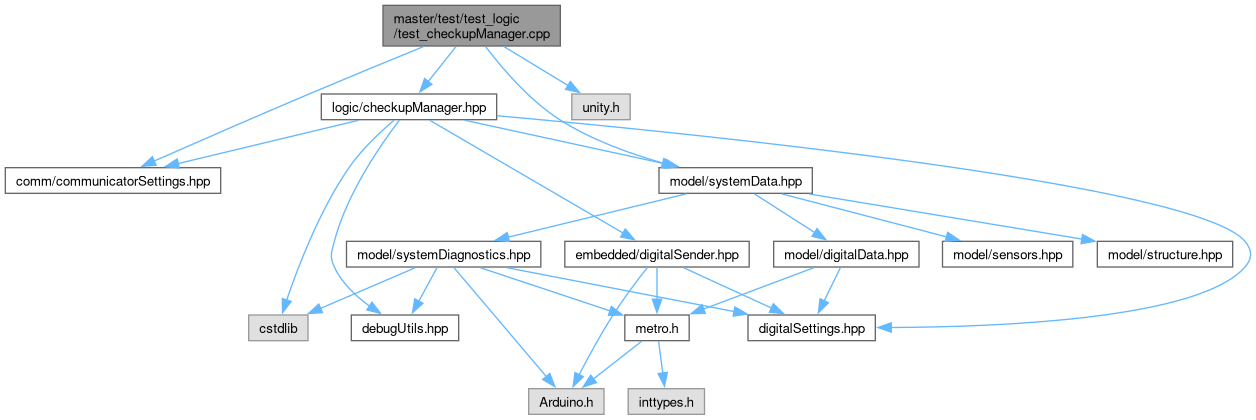 master/test/test_logic
/test_checkupManager.cpp
logic/checkupManager.hpp
unity.h
comm/communicatorSettings.hpp
model/systemData.hpp
model/systemDiagnostics.hpp
embedded/digitalSender.hpp
model/digitalData.hpp
model/sensors.hpp
model/structure.hpp
cstdlib
debugUtils.hpp
metro.h
digitalSettings.hpp
Arduino.h
inttypes.h